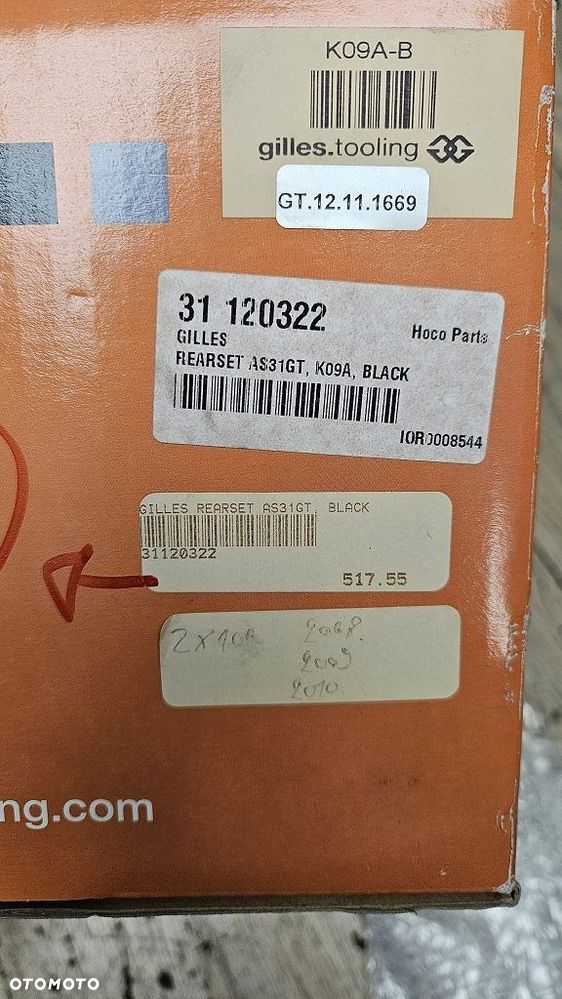 K09A-B
gilles.tooling
GT.12.11.1669
31 120322
Hoco Parts
GILLES
REARSET AS31GT, K09A, BLACK
IOR0008544
GILLES REARSET AS31GT, BLACK
31120322
517.55
2008
2009
2010
ng.com
OTOMOTO